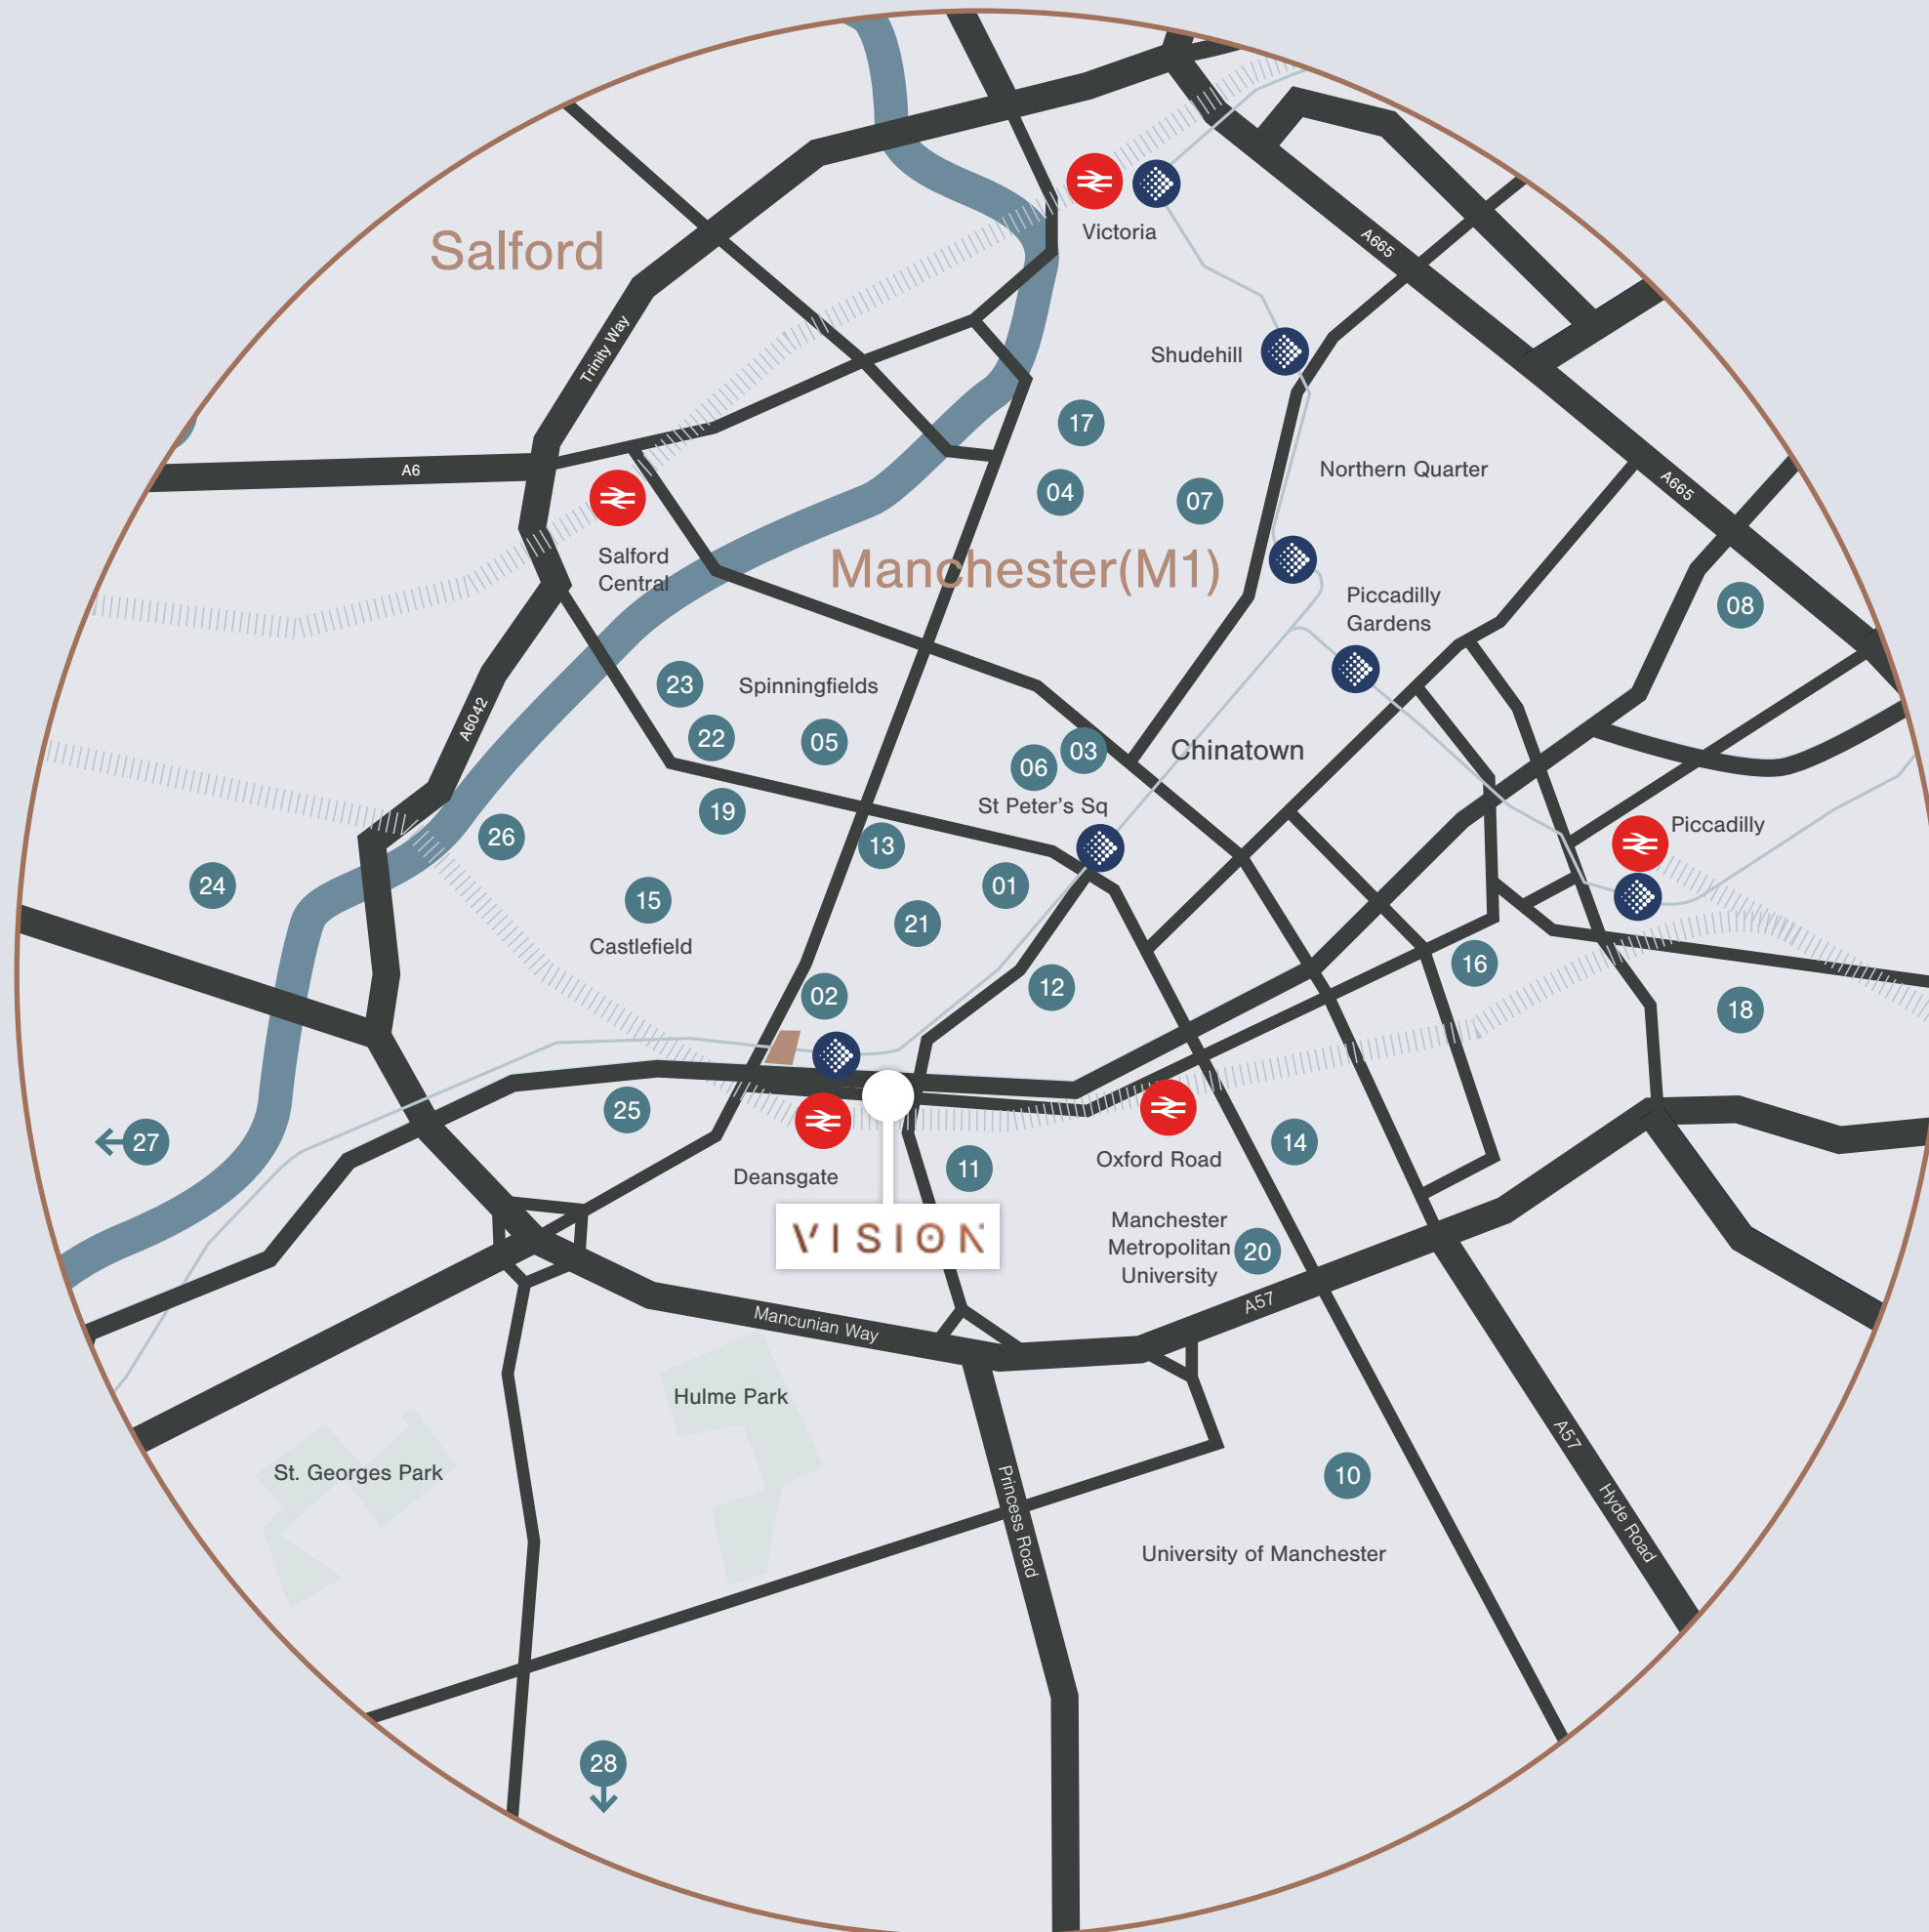 Victoria
Salford
A665
Trinity Way
Shudehill
17
A6
Northern Quarter
A665
04
07
Salford
Central
Manchester(M1)
Piccadilly
Gardens
08
23
Spinningfields
A6042
22
05
03
Chinatown
06
St Peter’s Sq
19
Piccadilly
26
13
24
01
15
21
Castlefield
16
12
02
18
25
27
14
Oxford Road
11
Deansgate
Manchester
Metropolitan
University
20
VISION
A57
Mancunian Way
Hulme Park
A57
St. Georges Park
10
Princess Road
Hyde Road
University of Manchester
28